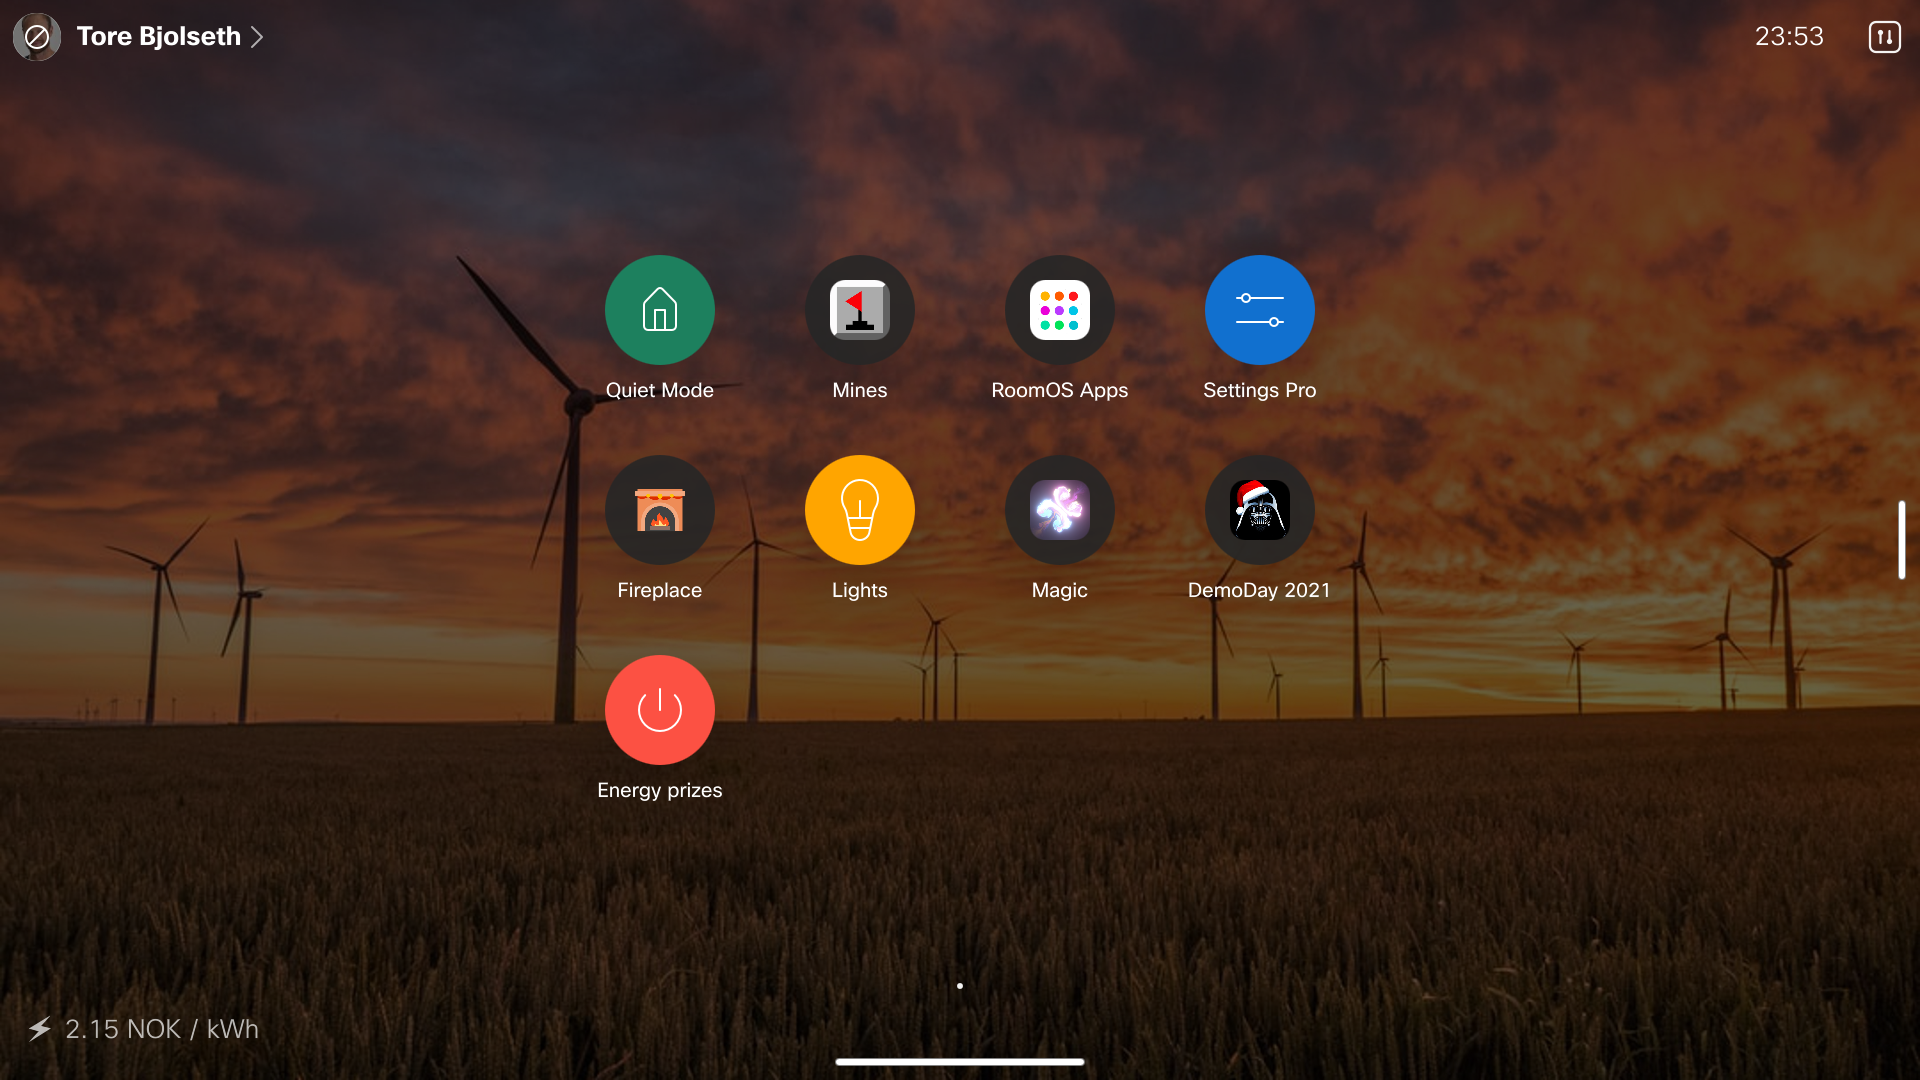 Tore Bjolseth
23:53
Quiet Mode
Mines
RoomOS Apps
Settings Pro
Fireplace
Lights
Magic
DemoDay 2021
Energy prizes
2.15 NOK / kWh